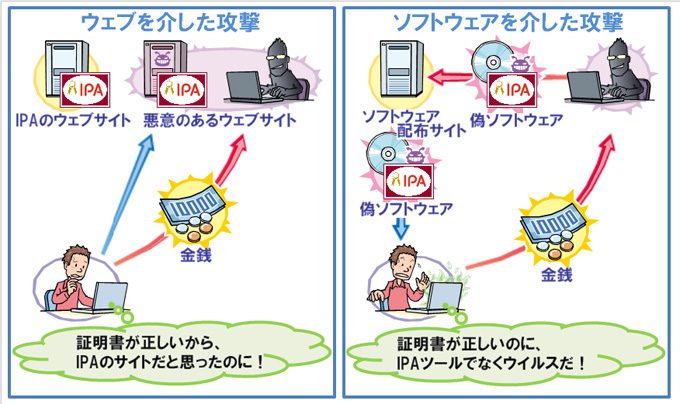 ウェブを介した攻撃
IPA
IPA
IPAのウェブサイト
悪意のあるウェブサイト
10000
金銭
証明書が正しいから、
IPAのサイトだと思ったのに！
ソフトウェアを介した攻撃
IPA
ソフトウェア
配布サイト
偽ソフトウェア
IPA
偽ソフトウェア
10000
金銭
証明書が正しいのに、
IPAツールでなくウイルスだ！